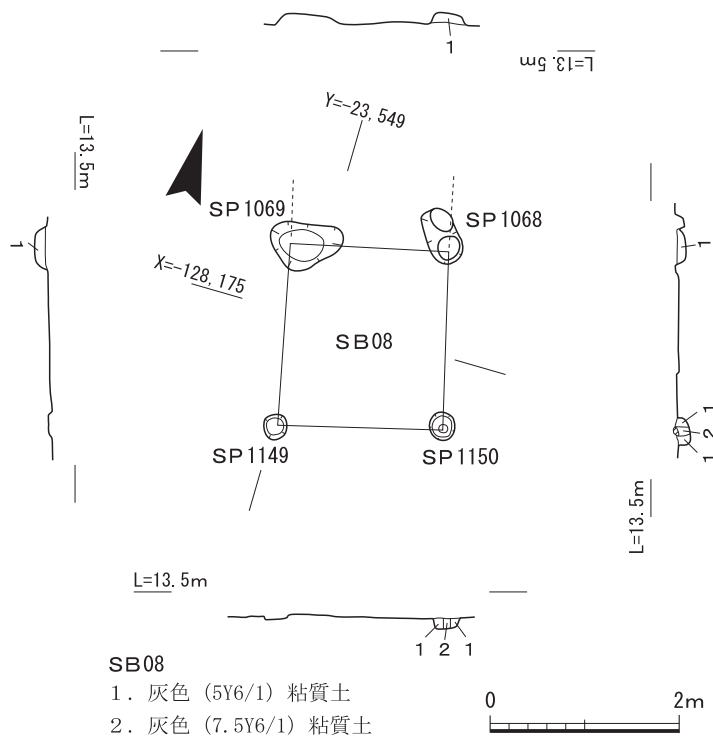 1
L=13.5m
Y=-23,549
L=13.5m
SP1069
SP1068
1
1
X=-128,175
SB08
1
2
1
SP1149
SP1150
L=13.5m
L=13.5m
1 2 1
SB08
1. 灰色 (5Y6/1) 粘質土
2. 灰色 (7.5Y6/1) 粘質土
0 2m